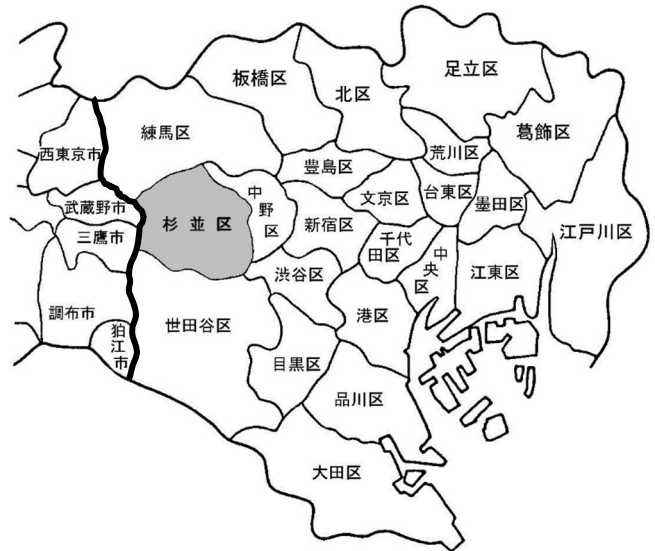 足立区
板橋区
北区
練馬区
葛飾区
西東京市
荒川区
豊島区
中野区
文京区
台東区
墨田区
武蔵野市
杉並区
新宿区
江戸川区
三鷹市
千代
田区
中央区
渋谷区
江東区
調布市
世田谷区
港区
狛江市
目黒区
品川区
大田区